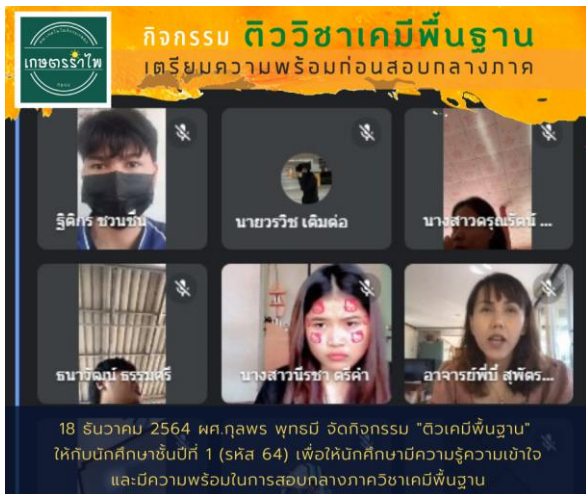 กิจกรรม ติววิชาเคมีพื้นฐาน
เตรียมความพร้อมก่อนสอบกลางภาค
เกษตรรำไพ
ฐิติกร ชวนชื่น
นายวรวิช เติมต่อ
นางสาวดรุณรัตน์ ...
ธนาวัฒน์ ธรรมศรี
นางสาวนีรชา ตรีคำ
อาจารย์พี่บี๋ สุพัตร...
18 ธันวาคม 2564 ผศ.กุลพร พุทธมี จัดกิจกรรม "ติวเคมีพื้นฐาน"
ให้กับนักศึกษาชั้นปีที่ 1 (รหัส 64) เพื่อให้นักศึกษามีความรู้ความเข้าใจ
และมีความพร้อมในการสอบกลางภาควิชาเคมีพื้นฐาน